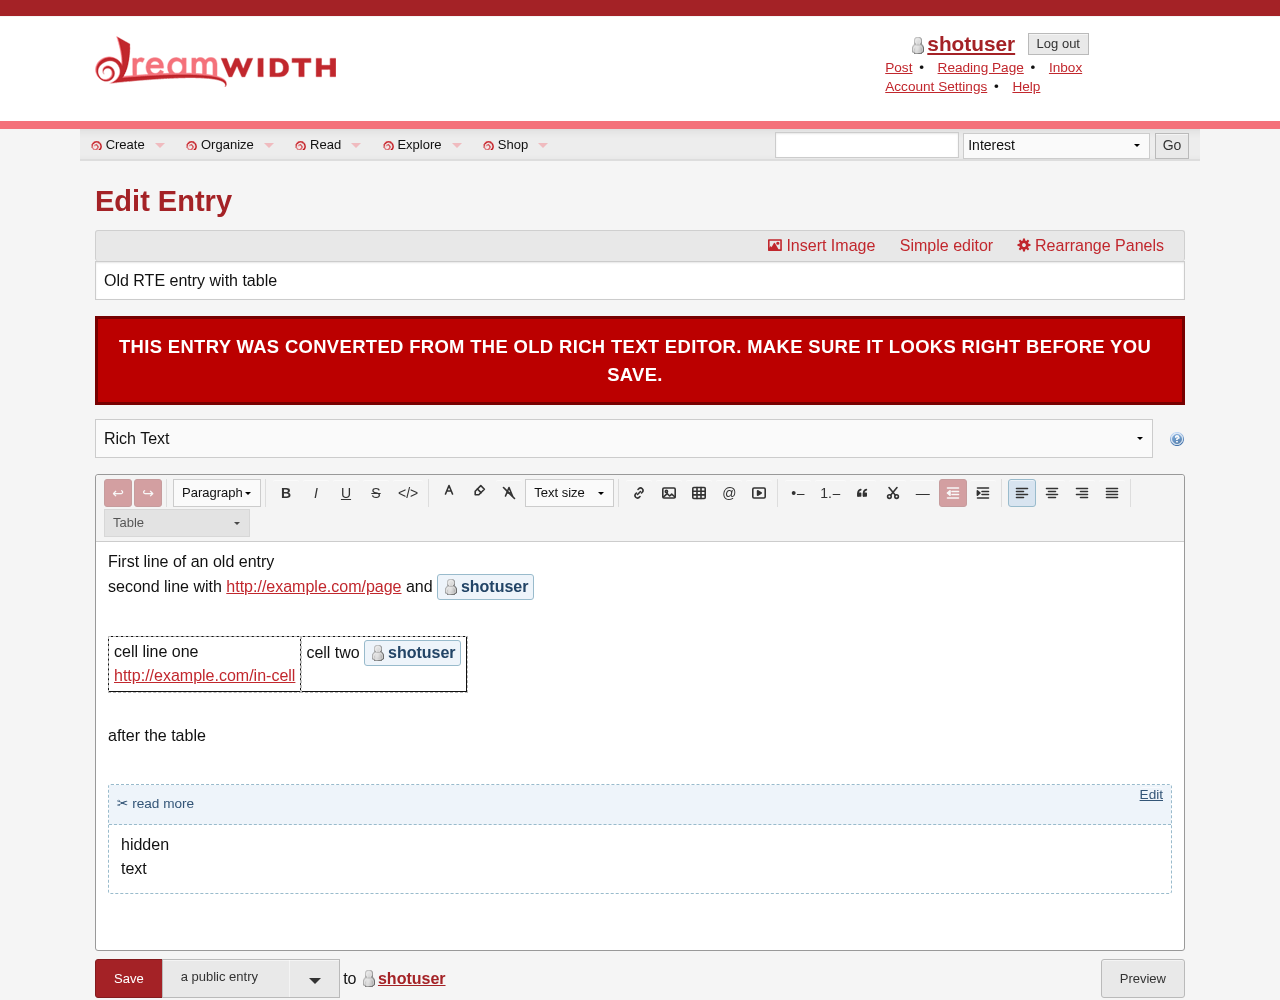 dreamWIDTH
shotuser Log out
Post • Reading Page • Inbox
Account Settings • Help
Create Organize Read Explore Shop Interest Go
Edit Entry
Insert Image Simple editor Rearrange Panels
Old RTE entry with table
THIS ENTRY WAS CONVERTED FROM THE OLD RICH TEXT EDITOR. MAKE SURE IT LOOKS RIGHT BEFORE YOU
SAVE.
Rich Text
Paragraph B I U S </> A A Text size @ •– 1.– “ —
Table
First line of an old entry
second line with http://example.com/page and shotuser
cell line one
http://example.com/in-cell
cell two shotuser
after the table
✂ read more Edit
hidden
text
Save a public entry to shotuser Preview